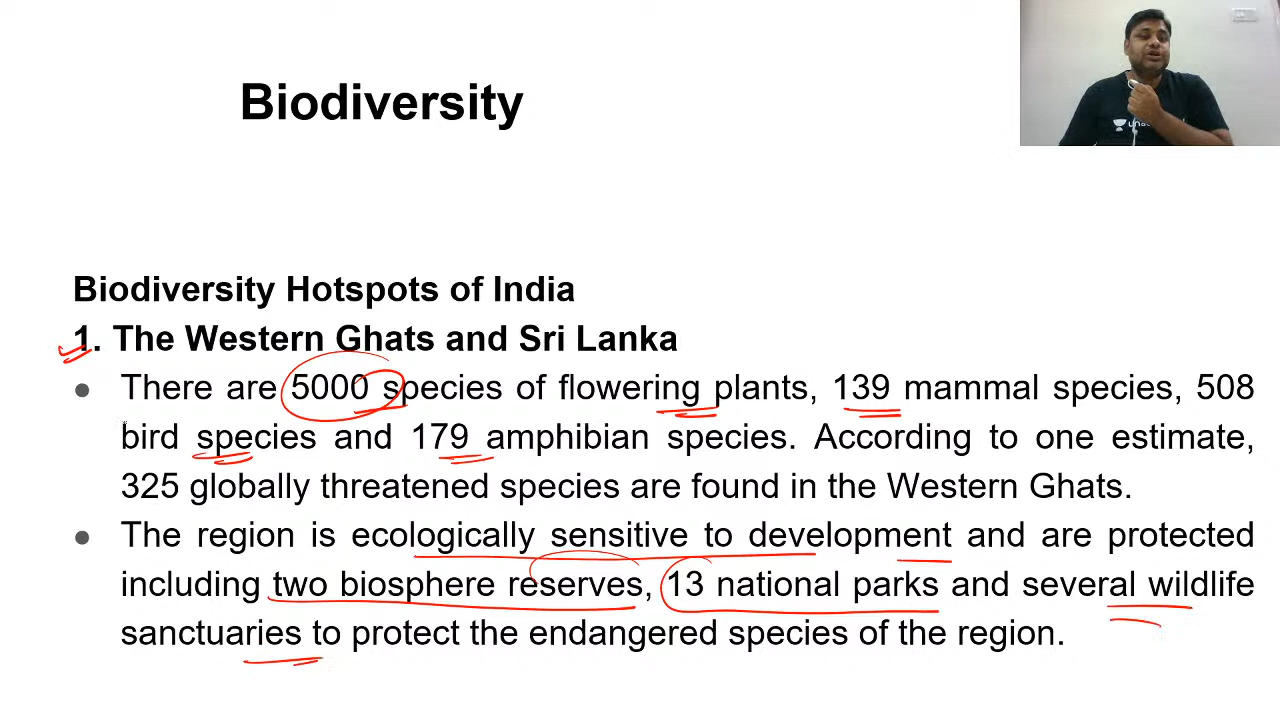 Biodiversity
Biodiversity Hotspots of India
1. The Western Ghats and Sri Lanka
● There are 5000 species of flowering plants, 139 mammal species, 508
bird species and 179 amphibian species. According to one estimate,
325 globally threatened species are found in the Western Ghats.
● The region is ecologically sensitive to development and are protected
including two biosphere reserves, 13 national parks and several wildlife
sanctuaries to protect the endangered species of the region.